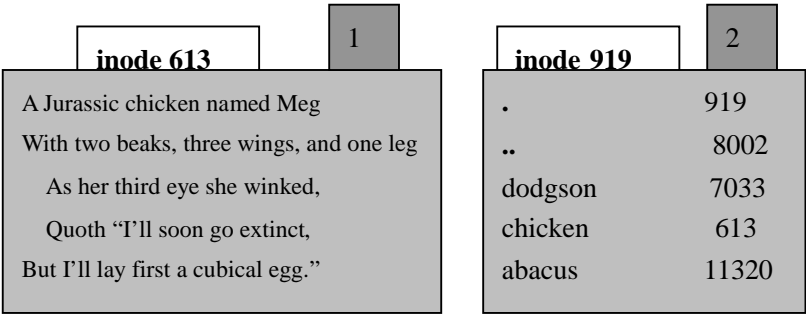 inode 613
1
A Jurassic chicken named Meg
With two beaks, three wings, and one leg
As her third eye she winked,
Quoth “I’ll soon go extinct,
But I’ll lay first a cubical egg.”
inode 919
2
. 919
.. 8002
dodgson 7033
chicken 613
abacus 11320